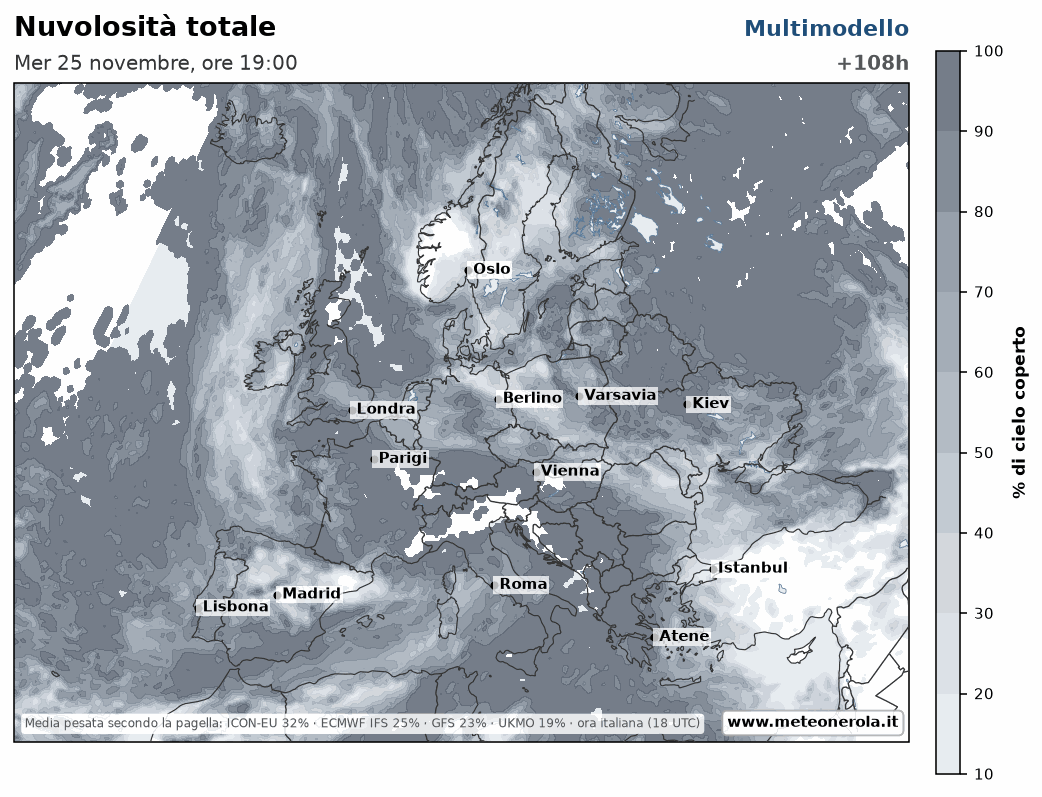 Nuvolosità totale
Multimodello
Mer 25 novembre, ore 19:00
+108h
100
90
80
70
60
50
40
30
20
10
% di cielo coperto
Oslo
Londra
Berlino
Varsavia
Kiev
Parigi
Vienna
Istanbul
Roma
Madrid
Lisbona
Atene
Media pesata secondo la pagella: ICON-EU 32% · ECMWF IFS 25% · GFS 23% · UKMO 19% · ora italiana (18 UTC)
www.meteonerola.it